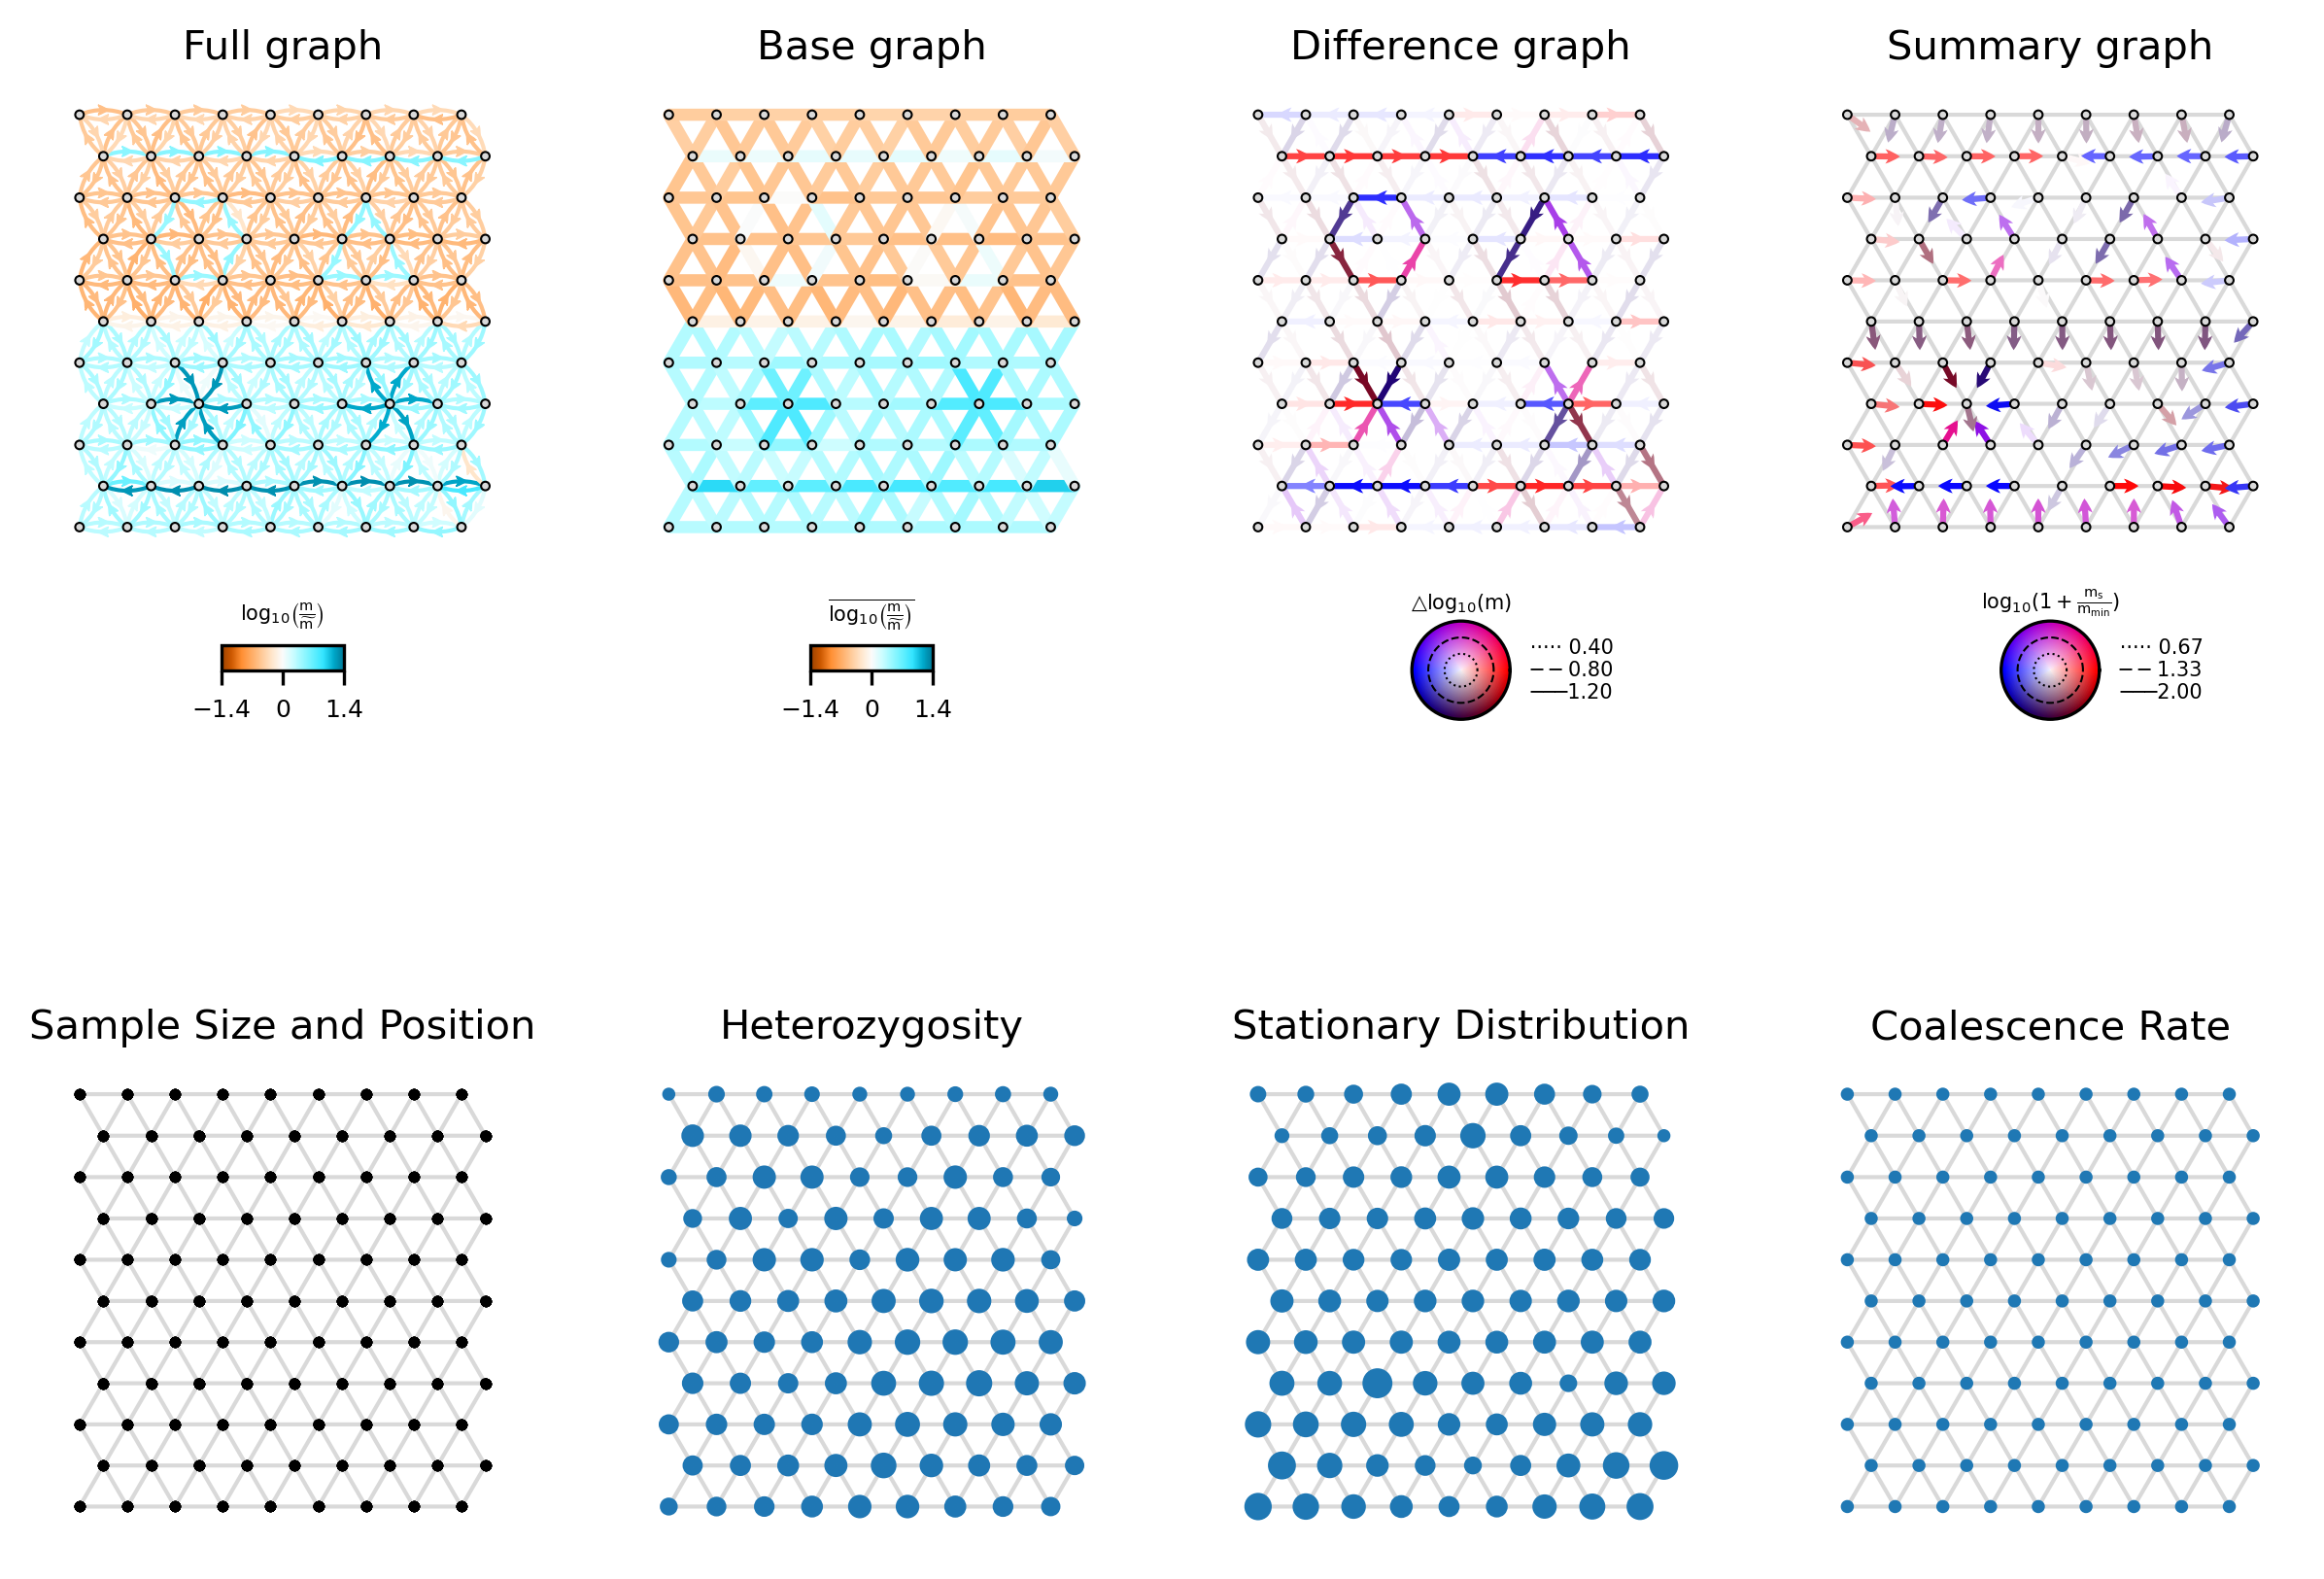 Full graph
Base graph
Difference graph
Summary graph
log₁₀(m/m̃)
−1.4 0 1.4
log₁₀(m/m̃)
−1.4 0 1.4
△log₁₀(m)
0.40
0.80
1.20
log₁₀(1 + mₛ/m_min)
0.67
1.33
2.00
Sample Size and Position
Heterozygosity
Stationary Distribution
Coalescence Rate